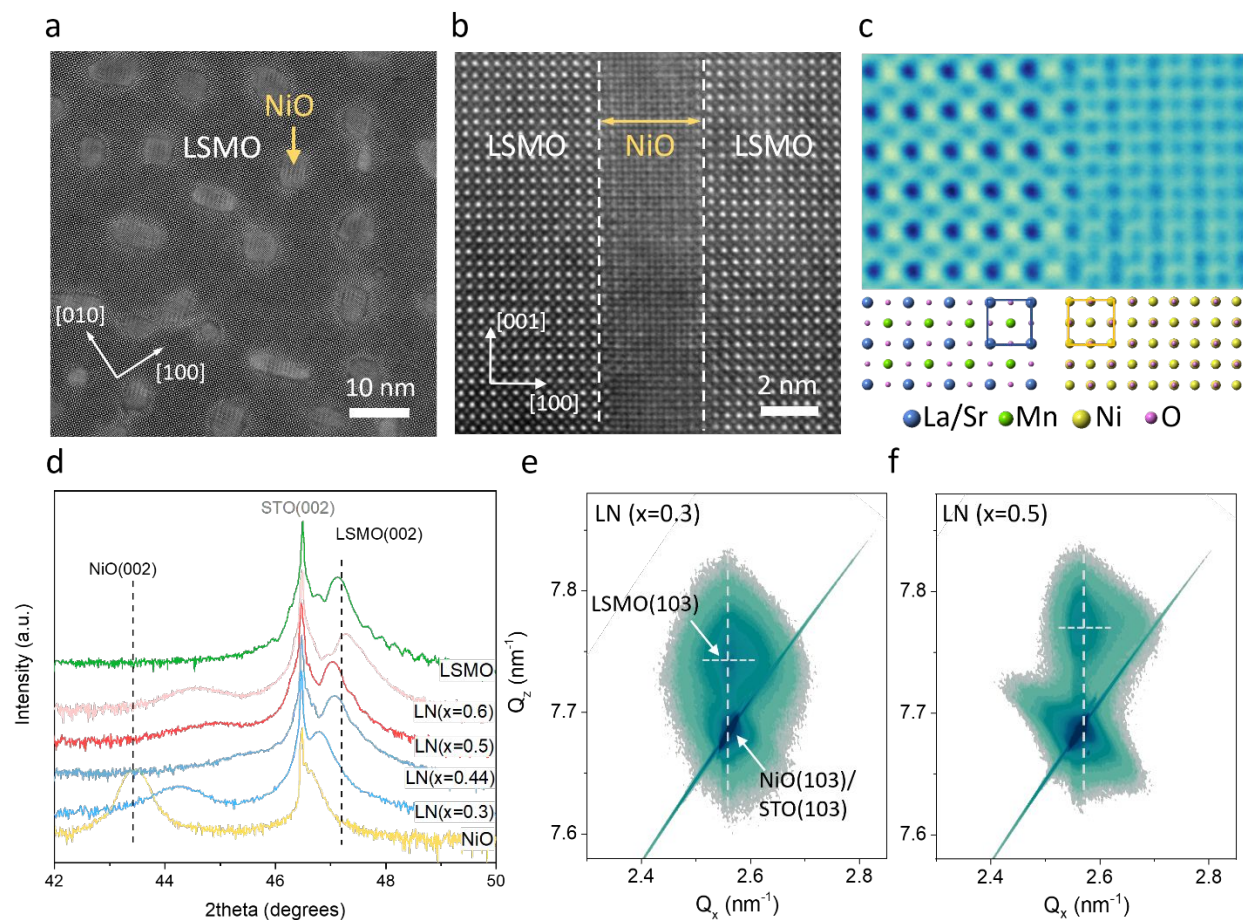 a
LSMO
NiO
[010]
[100]
10 nm
b
LSMO
NiO
LSMO
[001]
[100]
2 nm
c
La/Sr Mn Ni O
d
STO(002)
NiO(002)
LSMO(002)
LSMO
LN(x=0.6)
LN(x=0.5)
LN(x=0.44)
LN(x=0.3)
NiO
Intensity (a.u.)
42 44 46 48 50
2theta (degrees)
e
LN (x=0.3)
LSMO(103)
NiO(103)/
STO(103)
7.8
7.7
7.6
Q_z (nm⁻¹)
2.4 2.6 2.8
Q_x (nm⁻¹)
f
LN (x=0.5)
7.8
7.7
7.6
2.4 2.6 2.8
Q_x (nm⁻¹)